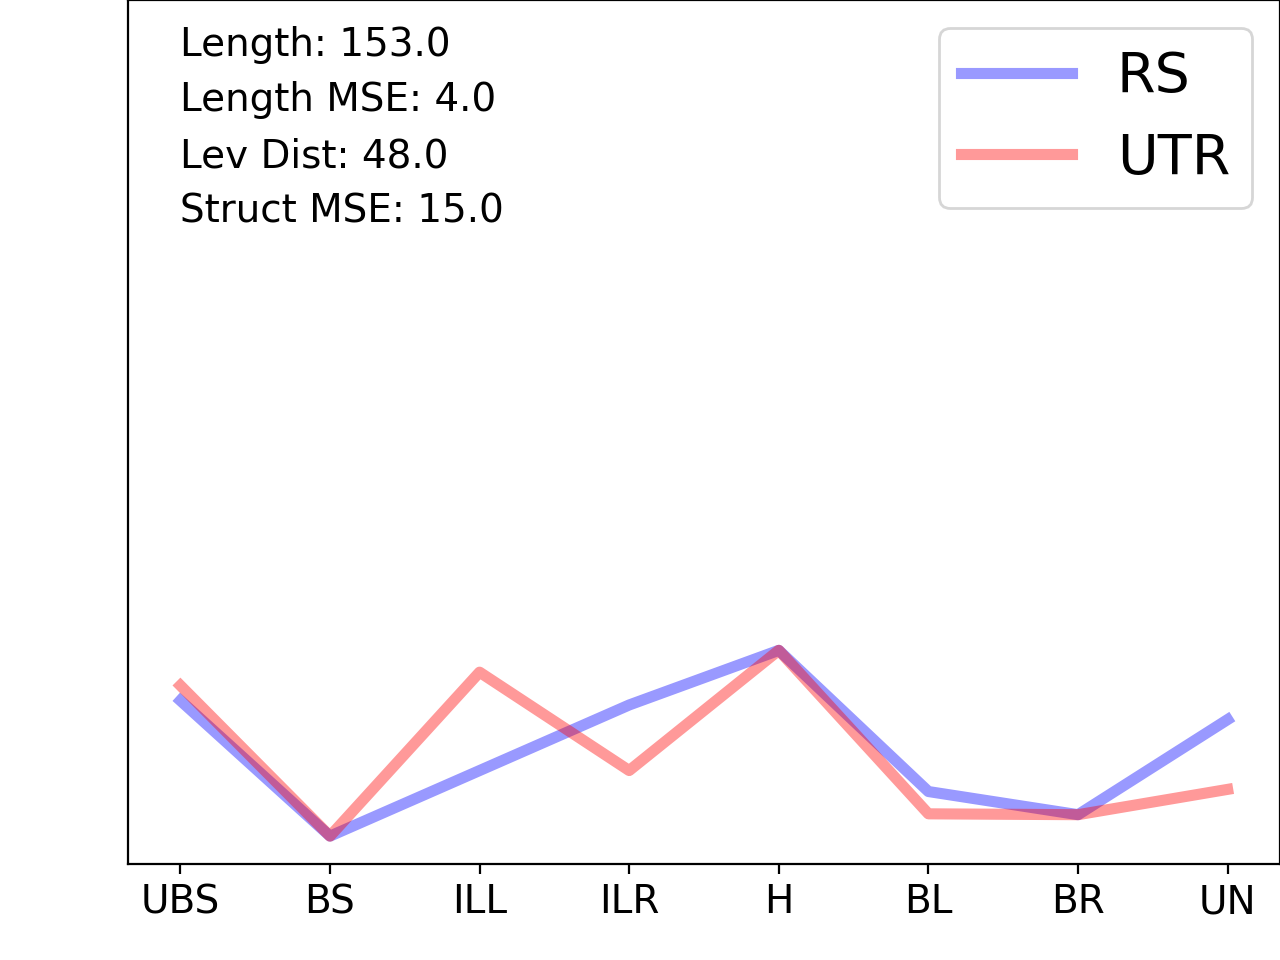 Length: 153.0
Length MSE: 4.0
Lev Dist: 48.0
Struct MSE: 15.0
RS
UTR
UBS BS ILL ILR H BL BR UN